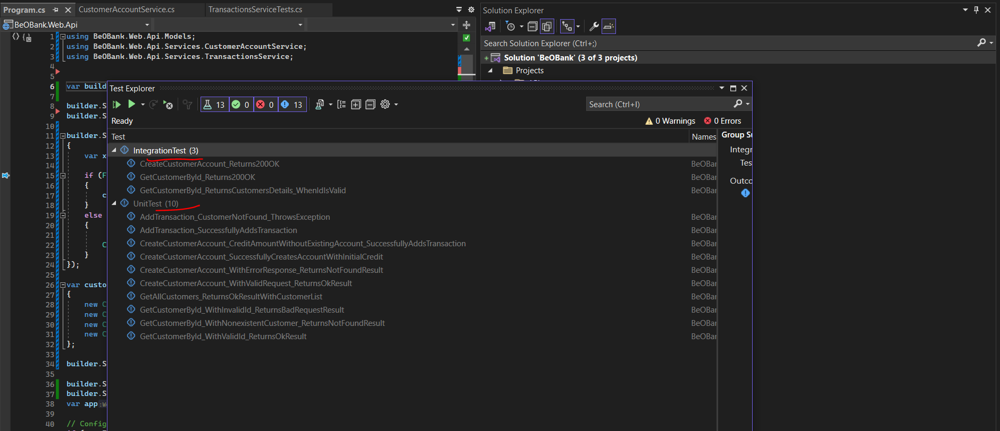 Program.cs CustomerAccountService.cs TransactionsServiceTests.cs
BeOBank.Web.Api
1 using BeOBank.Web.Api.Models;
2 using BeOBank.Web.Api.Services.CustomerAccountService;
3 using BeOBank.Web.Api.Services.TransactionsService;
4
5
6 var build
7
8 builder.S
9 builder.S
10
11 builder.S
12 {
13 var x
14
15 if (F
16 {
17 c
18 }
19 else
20 {
21
22 C
23 }
24 });
25
26 var custo
27 {
28 new C
29 new C
30 new C
31 new C
32 };
33
34 builder.S
35
36 builder.S
37 builder.S
38 var app
39
40 // Config
Test Explorer
13 0 0 13
Search (Ctrl+I)
Ready
0 Warnings 0 Errors
Test Names
IntegrationTest (3)
CreateCustomerAccount_Returns200OK BeOBar
GetCustomerById_Returns200OK BeOBar
GetCustomerById_ReturnsCustomersDetails_WhenIdIsValid BeOBar
UnitTest (10)
AddTransaction_CustomerNotFound_ThrowsException BeOBar
AddTransaction_SuccessfullyAddsTransaction BeOBar
CreateCustomerAccount_CreditAmountWithoutExistingAccount_SuccessfullyAddsTransaction BeOBar
CreateCustomerAccount_SuccessfullyCreatesAccountWithInitialCredit BeOBar
CreateCustomerAccount_WithErrorResponse_ReturnsNotFoundResult BeOBar
CreateCustomerAccount_WithValidRequest_ReturnsOkResult BeOBar
GetAllCustomers_ReturnsOkResultWithCustomerList BeOBar
GetCustomerById_WithInvalidId_ReturnsBadRequestResult BeOBar
GetCustomerById_WithNonexistentCustomer_ReturnsNotFoundResult BeOBar
GetCustomerById_WithValidId_ReturnsOkResult BeOBar
Group Su
Integr
Tes
Outco
Solution Explorer
Search Solution Explorer (Ctrl+;)
Solution 'BeOBank' (3 of 3 projects)
Projects